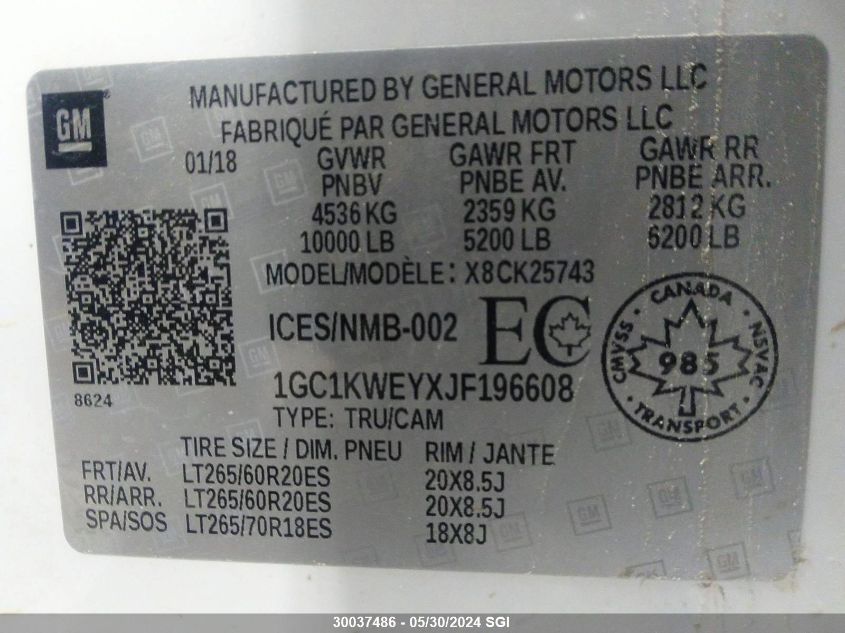 GM
MANUFACTURED BY GENERAL MOTORS LLC
FABRIQUÉ PAR GENERAL MOTORS LLC
01/18 GVWR GAWR FRT GAWR RR
PNBV PNBE AV. PNBE ARR.
4536 KG 2359 KG 2812 KG
10000 LB 5200 LB 6200 LB
MODEL/MODÈLE: X8CK25743
ICES/NMB-002 EC
CANADA
CMVSS 985 NSVAC
TRANSPORT
8624
1GC1KWEYXJF196608
TYPE: TRU/CAM
TIRE SIZE / DIM. PNEU RIM / JANTE
FRT/AV. LT265/60R20ES 20X8.5J
RR/ARR. LT265/60R20ES 20X8.5J
SPA/SOS LT265/70R18ES 18X8J
30037486 - 05/30/2024 SGI